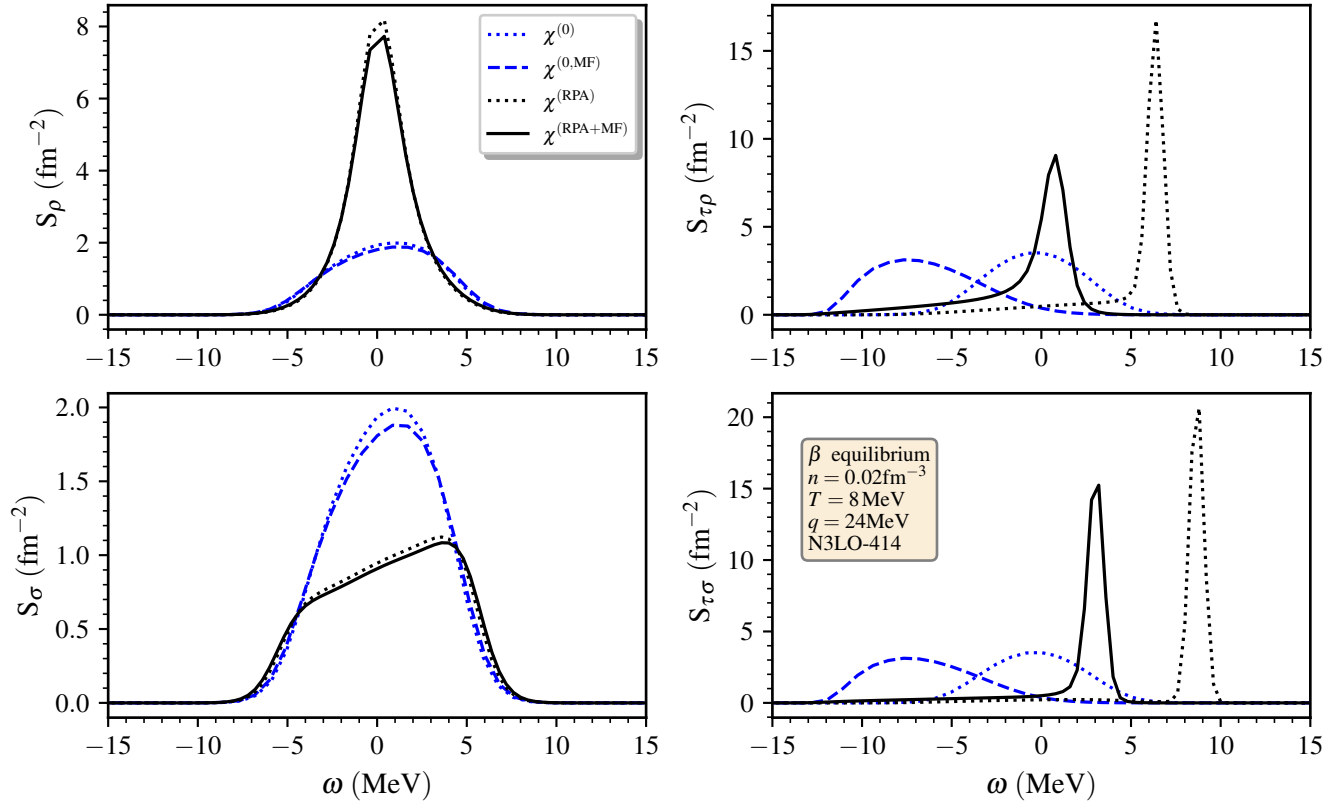 8
6
4
2
0
S_ρ (fm⁻²)
−15 −10 −5 0 5 10 15
χ^(0)
χ^(0,MF)
χ^(RPA)
χ^(RPA+MF)
15
10
5
0
S_τρ (fm⁻²)
−15 −10 −5 0 5 10 15
2.0
1.5
1.0
0.5
0.0
S_σ (fm⁻²)
−15 −10 −5 0 5 10 15
ω (MeV)
20
15
10
5
0
S_τσ (fm⁻²)
β equilibrium
n = 0.02fm⁻³
T = 8MeV
q = 24MeV
N3LO-414
−15 −10 −5 0 5 10 15
ω (MeV)